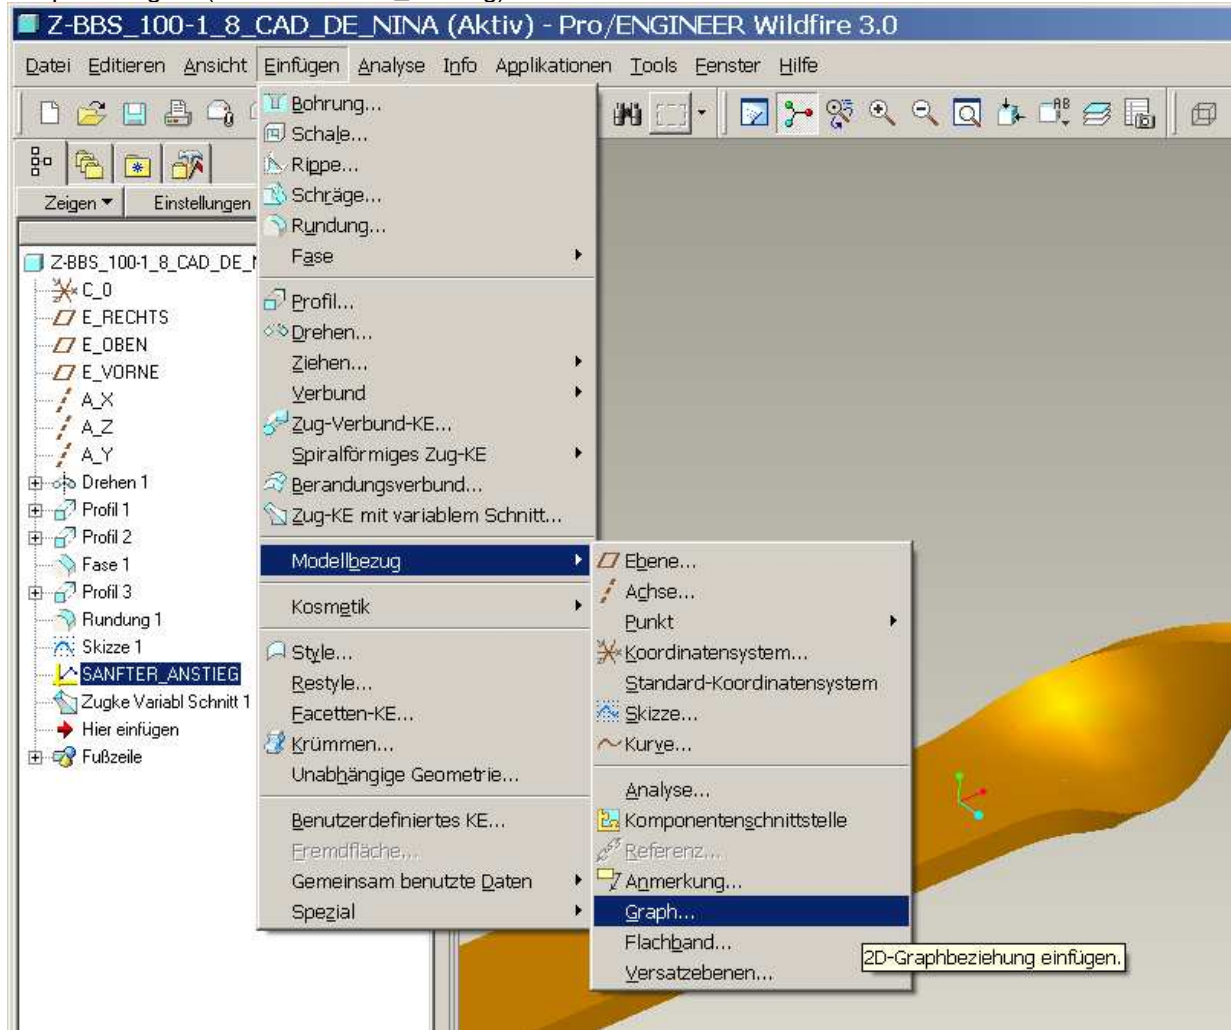 Z-BBS_100-1_8_CAD_DE_NINA (Aktiv) - Pro/ENGINEER Wildfire 3.0
Datei Editieren Ansicht Einfügen Analyse Info Applikationen Tools Fenster Hilfe
Zeigen Einstellungen
Z-BBS_100-1_8_CAD_DE_
C_0
E_RECHTS
E_OBEN
E_VORNE
A_X
A_Z
A_Y
Drehen 1
Profil 1
Profil 2
Fase 1
Profil 3
Rundung 1
Skizze 1
SANFTER_ANSTIEG
Zugke Variabl Schnitt 1
Hier einfügen
Fußzeile
Bohrung...
Schale...
Rippe...
Schräge...
Rundung...
Fase
Profil...
Drehen...
Ziehen...
Verbund
Zug-Verbund-KE...
Spiralförmiges Zug-KE
Berandungsverbund...
Zug-KE mit variablem Schnitt...
Modellbezug
Kosmetik
Style...
Restyle...
Facetten-KE...
Krümmen...
Unabhängige Geometrie...
Benutzerdefiniertes KE...
Fremdfläche...
Gemeinsam benutzte Daten
Spezial
Ebene...
Achse...
Punkt
Koordinatensystem...
Standard-Koordinatensystem
Skizze...
Kurve...
Analyse...
Komponentenschnittstelle
Referenz...
Anmerkung...
Graph...
Flachband...
Versatzebenen...
2D-Graphbeziehung einfügen.